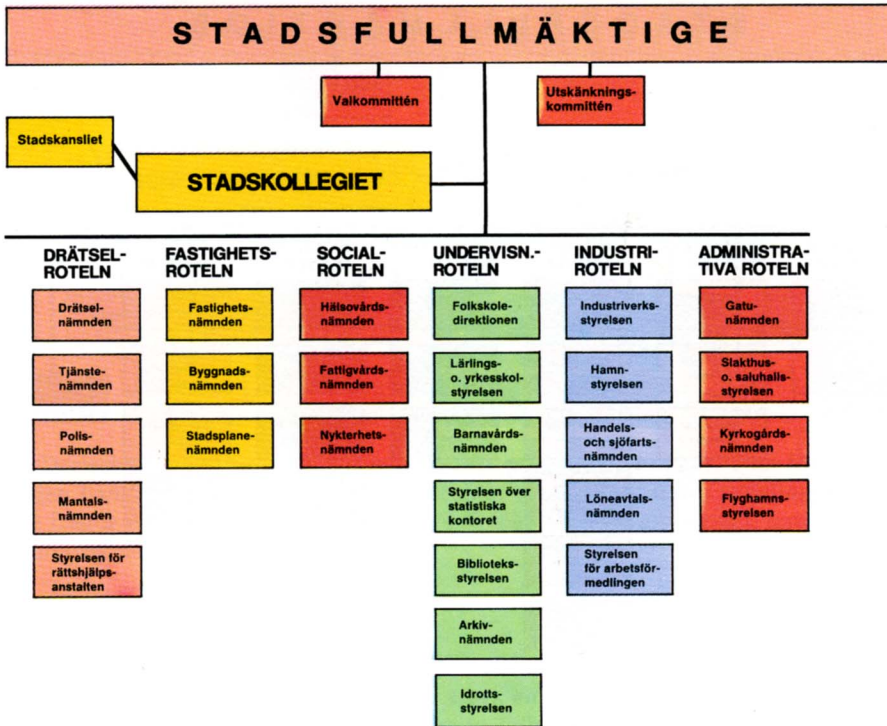 STADSFULLMÄKTIGE
Valkommittén
Utskänknings-
kommittén
Stadskansliet
STADSKOLLEGIET
DRÄTSEL-
ROTELN
Drätsel-
nämnden
Tjänste-
nämnden
Polis-
nämnden
Mantals-
nämnden
Styrelsen för
rättshjälps-
anstalten
FASTIGHETS-
ROTELN
Fastighets-
nämnden
Byggnads-
nämnden
Stadsplane-
nämnden
SOCIAL-
ROTELN
Hälsovårds-
nämnden
Fattigvårds-
nämnden
Nykterhets-
nämnden
UNDERVISN.-
ROTELN
Folkskole-
direktionen
Lärlings-
o. yrkesskol-
styrelsen
Barnavårds-
nämnden
Styrelsen över
statistiska
kontoret
Biblioteks-
styrelsen
Arkiv-
nämnden
Idrotts-
styrelsen
INDUSTRI-
ROTELN
Industriverks-
styrelsen
Hamn-
styrelsen
Handels-
och sjöfarts-
nämnden
Löneavtals-
nämnden
Styrelsen
för arbetsför-
medlingen
ADMINISTRA-
TIVA ROTELN
Gatu-
nämnden
Slakthus-
o. saluhalls-
styrelsen
Kyrkogårds-
nämnden
Flyghamns-
styrelsen